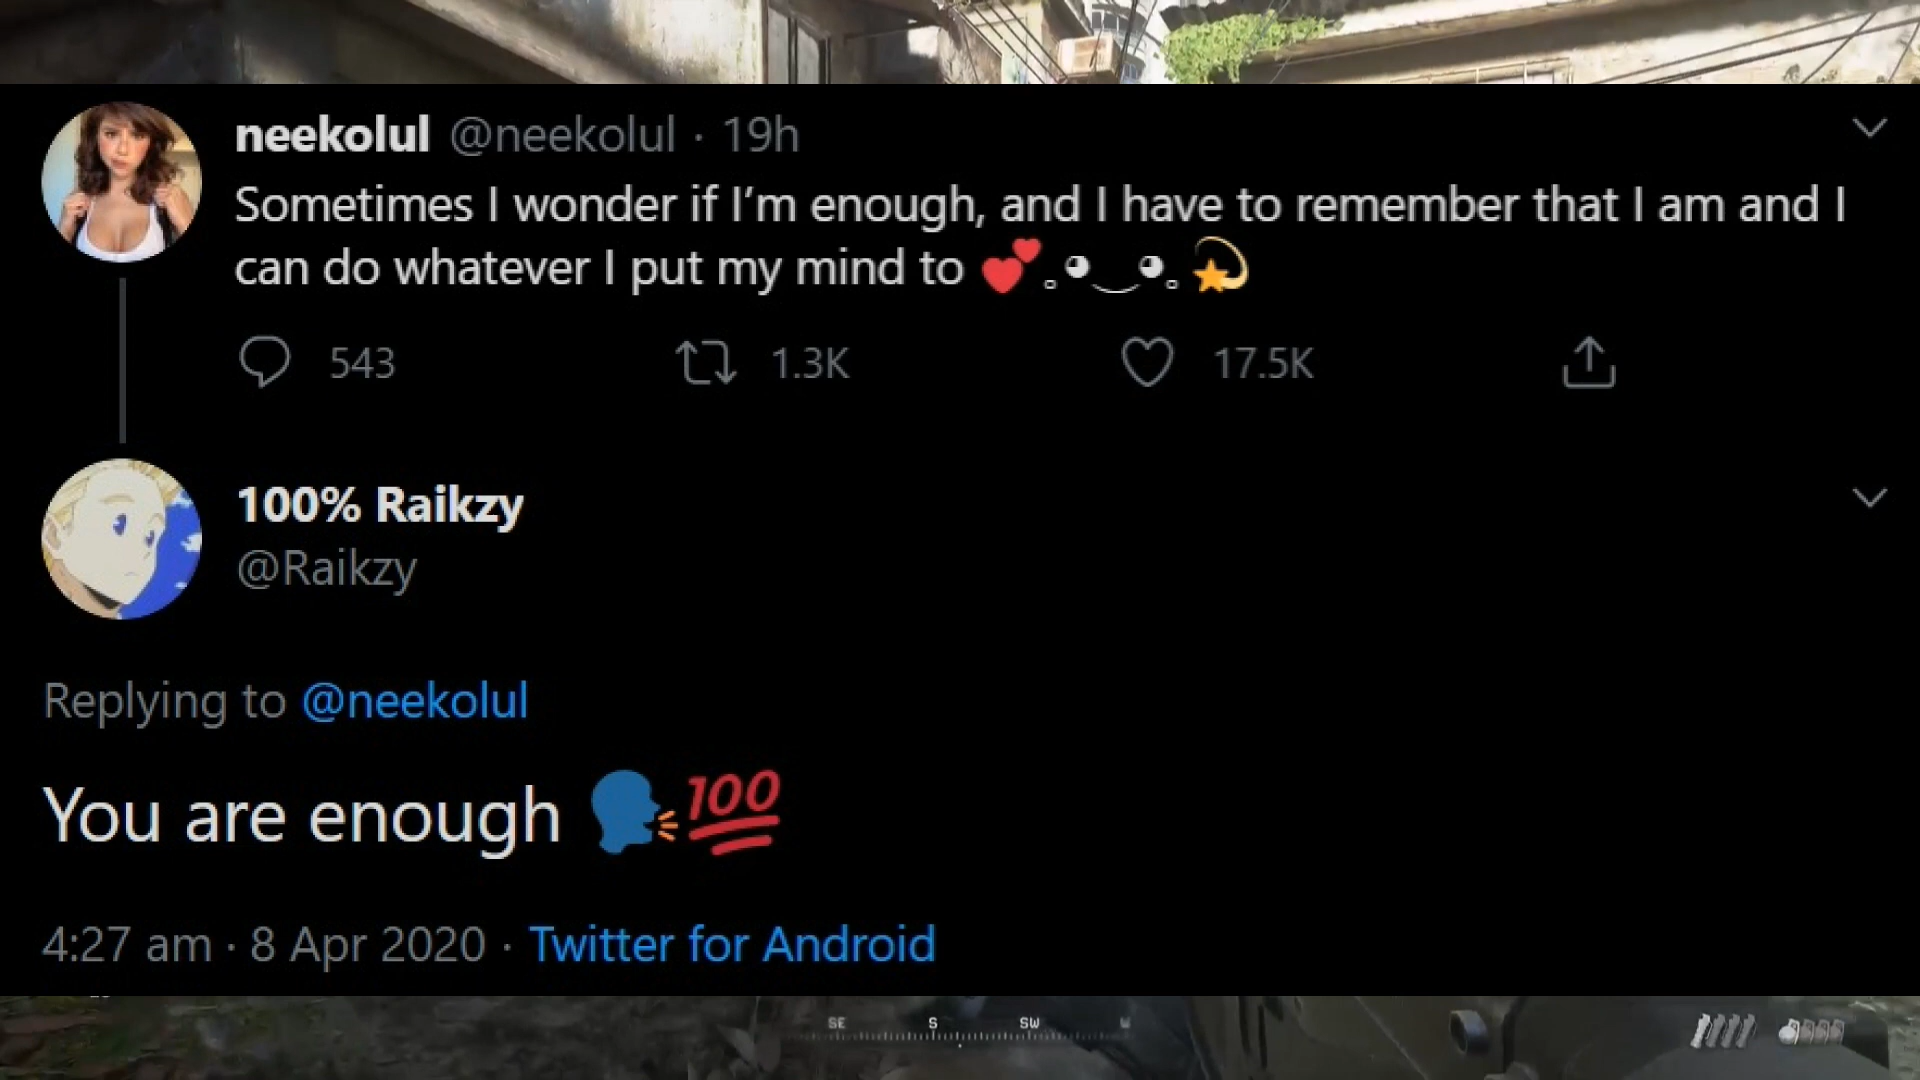 neekolul @neekolul · 19h
Sometimes I wonder if I’m enough, and I have to remember that I am and I
can do whatever I put my mind to 💕｡◕‿◕｡💫
543 1.3K 17.5K
100% Raikzy
@Raikzy
Replying to @neekolul
You are enough 🗣💯
4:27 am · 8 Apr 2020 · Twitter for Android
SE S SW W